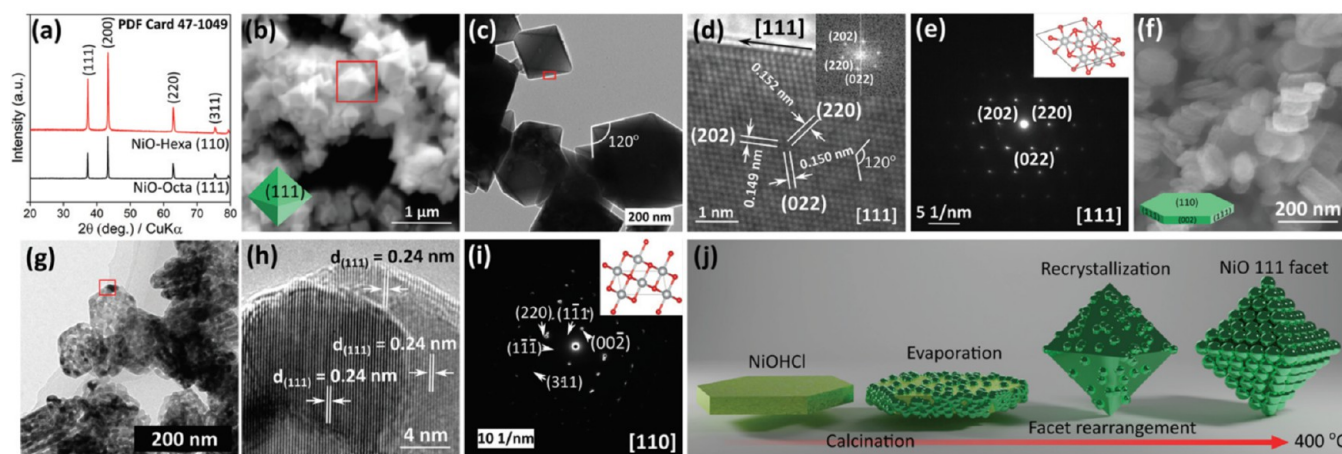 (a)
PDF Card 47-1049
Intensity (a.u.)
(111)
(200)
(220)
(311)
NiO-Hexa (110)
NiO-Octa (111)
20 30 40 50 60 70 80
2θ (deg.) / CuKα
(b)
(111)
1 μm
(c)
120°
200 nm
(d)
[111]
(202)
(220)
(022)
0.152 nm
(220)
(202)
0.149 nm
0.150 nm
120°
(022)
1 nm
[111]
(e)
(202) (220)
(022)
5 1/nm
[111]
(f)
(110)
(002)
200 nm
(g)
200 nm
(h)
d(111) = 0.24 nm
d(111) = 0.24 nm
d(111) = 0.24 nm
4 nm
(i)
(220) (11̄1)
(11̄1̄)
(002̄)
(311)
10 1/nm
[110]
(j)
Recrystallization
NiO 111 facet
NiOHCl
Evaporation
Calcination
Facet rearrangement
400 °C